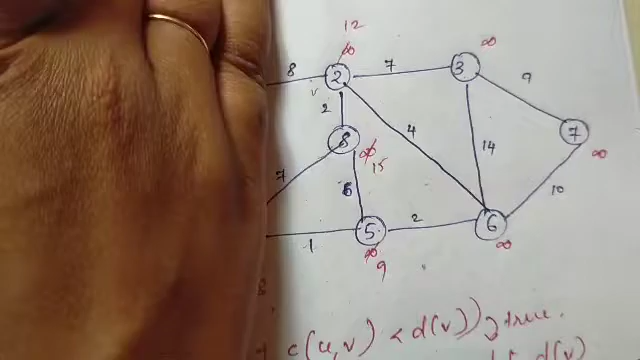 12
∞ ∞
8 2 7 3 9
v
2
4 7
8 14 ∞
∞
15
7 6 10
1 5 2 6
∞ ∞
9
c(u,v) < d(v)) } true.
d(v)